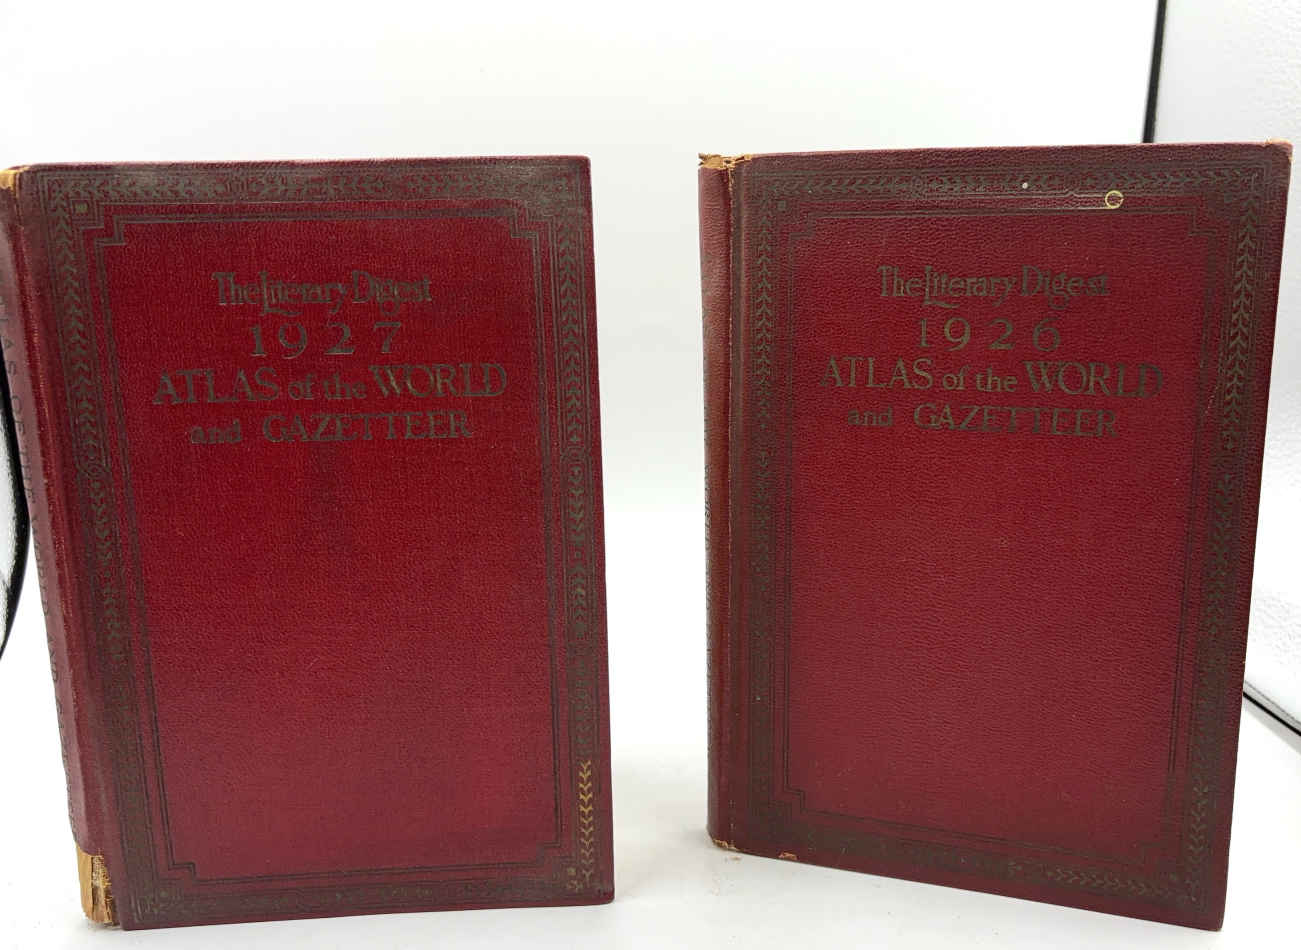 The Literary Digest
1927
ATLAS of the WORLD
and GAZETTEER
The Literary Digest
1926
ATLAS of the WORLD
and GAZETTEER